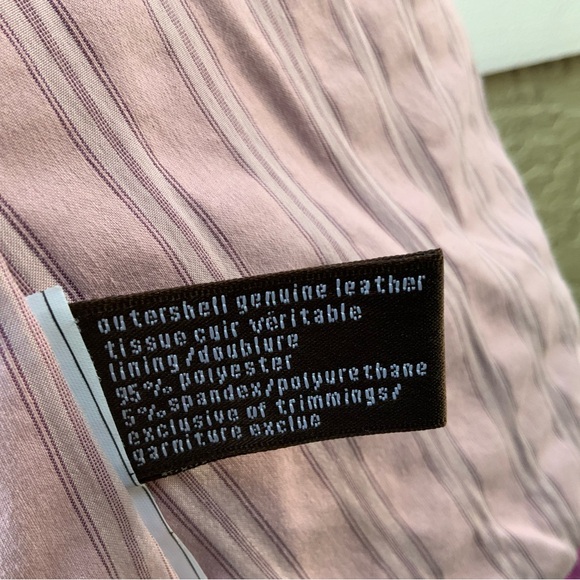 outershell genuine leather
tissue cuir véritable
lining/doublure
95% polyester
5% spandex/polyurethane
exclusive of trimmings/
garniture exclue